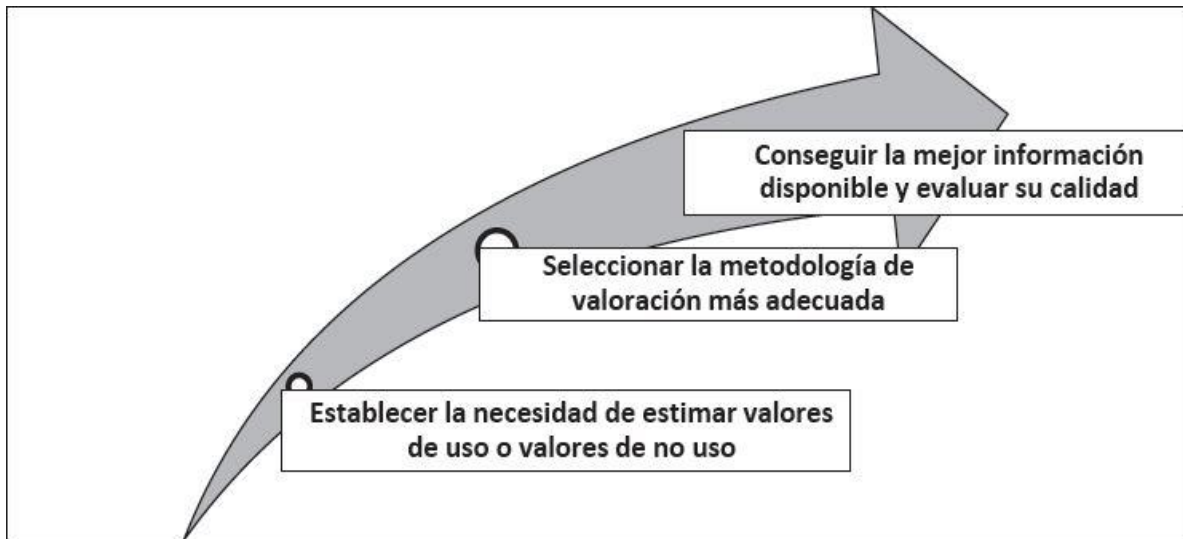 Conseguir la mejor información
disponible y evaluar su calidad
Seleccionar la metodología de
valoración más adecuada
Establecer la necesidad de estimar valores
de uso o valores de no uso